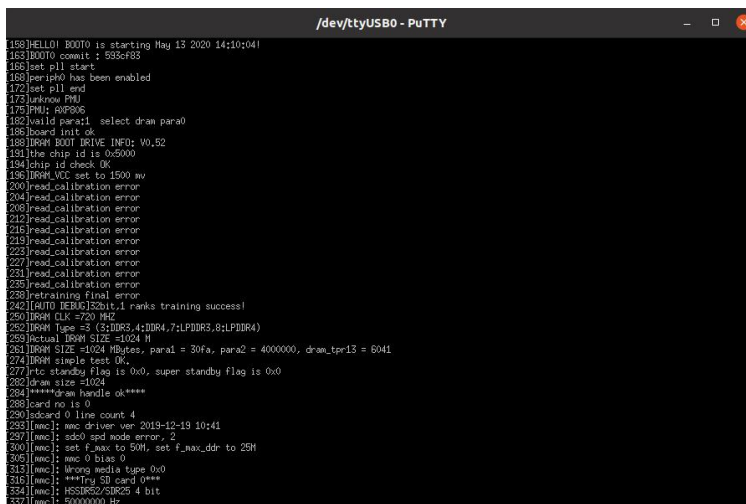 /dev/ttyUSB0 - PuTTY
[158]HELLO! BOOT0 is starting May 13 2020 14:10:04!
[163]BOOT0 commit : 593cf83
[166]set pll start
[168]periph0 has been enabled
[172]set pll end
[173]unknow PMU
[175]PMU: AXP806
[182]vaild para:1  select dram para0
[186]board init ok
[188]DRAM BOOT DRIVE INFO: V0.52
[191]the chip id is 0x5000
[194]chip id check OK
[196]DRAM_VCC set to 1500 mv
[200]read_calibration error
[204]read_calibration error
[208]read_calibration error
[212]read_calibration error
[216]read_calibration error
[219]read_calibration error
[223]read_calibration error
[227]read_calibration error
[231]read_calibration error
[235]read_calibration error
[238]retraining final error
[242][AUTO DEBUG]32bit,1 ranks training success!
[250]DRAM CLK =720 MHZ
[252]DRAM Type =3 (3:DDR3,4:DDR4,7:LPDDR3,8:LPDDR4)
[259]Actual DRAM SIZE =1024 M
[261]DRAM SIZE =1024 MBytes, para1 = 30fa, para2 = 4000000, dram_tpr13 = 6041
[274]DRAM simple test OK.
[277]rtc standby flag is 0x0, super standby flag is 0x0
[282]dram size =1024
[284]*****dram handle ok****
[288]card no is 0
[290]sdcard 0 line count 4
[293][mmc]: mmc driver ver 2019-12-19 10:41
[297][mmc]: sdc0 spd mode error, 2
[300][mmc]: set f_max to 50M, set f_max_ddr to 25M
[305][mmc]: mmc 0 bias 0
[313][mmc]: Wrong media type 0x0
[316][mmc]: ***Try SD card 0***
[334][mmc]: HSSDR52/SDR25 4 bit
[337][mmc]: 50000000 Hz